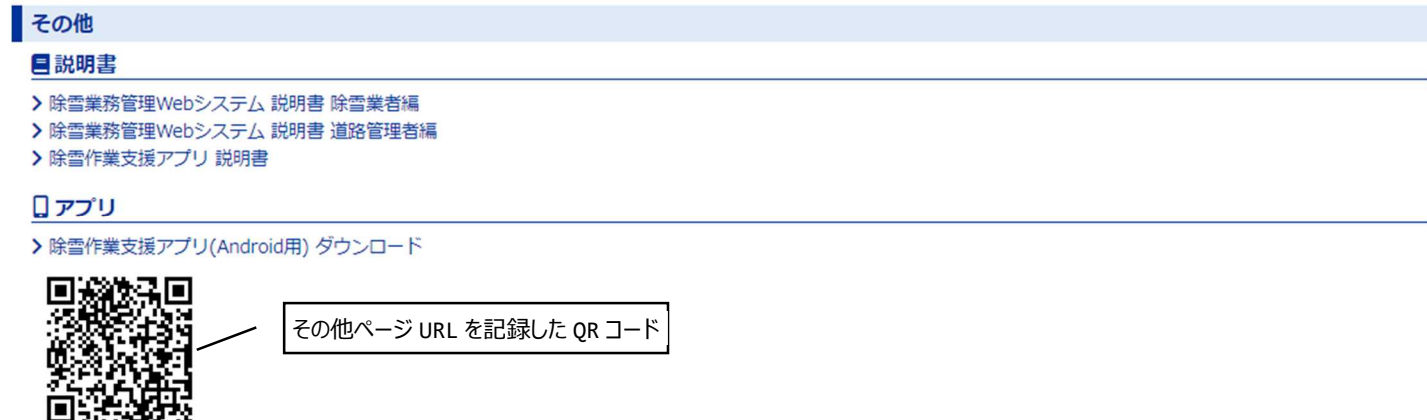 その他
説明書
除雪業務管理Webシステム 説明書 除雪業者編
除雪業務管理Webシステム 説明書 道路管理者編
除雪作業支援アプリ 説明書
アプリ
除雪作業支援アプリ(Android用) ダウンロード
その他ページ URL を記録した QR コード